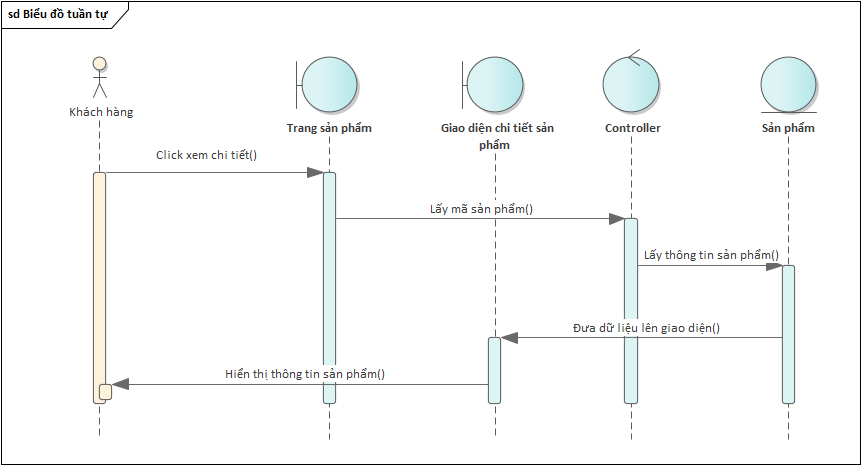 sd Biểu đồ tuần tự
Khách hàng
Trang sản phẩm
Giao diện chi tiết sản
phẩm
Controller
Sản phẩm
Click xem chi tiết()
Lấy mã sản phẩm()
Lấy thông tin sản phẩm()
Đưa dữ liệu lên giao diện()
Hiển thị thông tin sản phẩm()